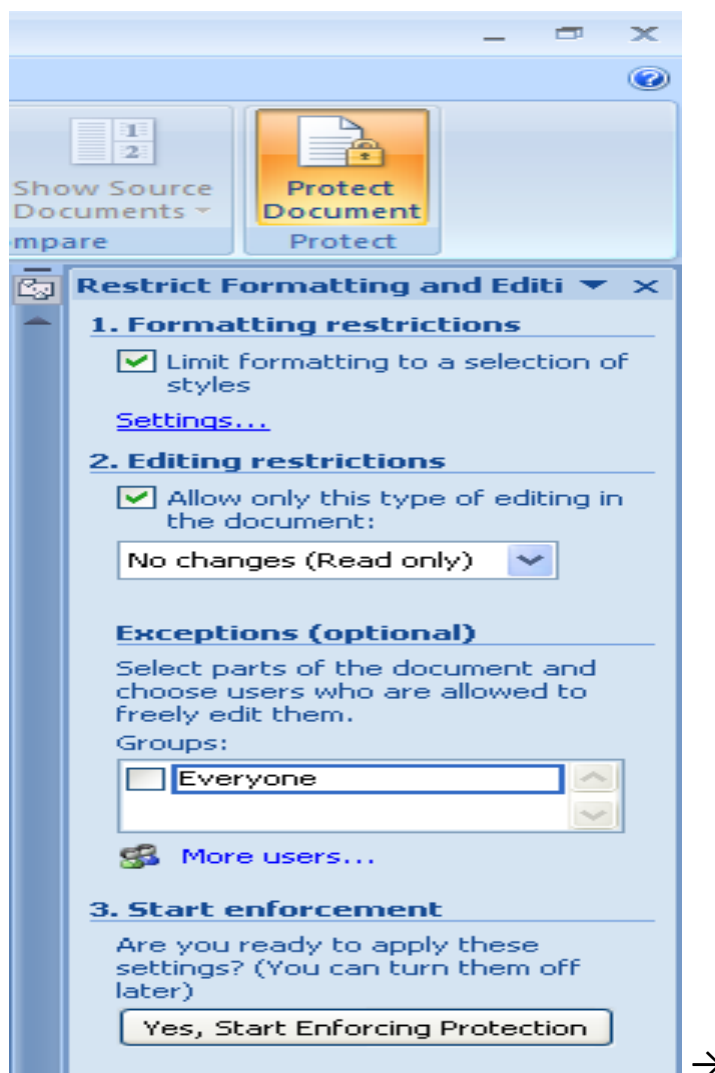 1
2
Show Source
Documents
Protect
Document
mpare
Protect
Restrict Formatting and Editi
1. Formatting restrictions
Limit formatting to a selection of
styles
Settings...
2. Editing restrictions
Allow only this type of editing in
the document:
No changes (Read only)
Exceptions (optional)
Select parts of the document and
choose users who are allowed to
freely edit them.
Groups:
Everyone
More users...
3. Start enforcement
Are you ready to apply these
settings? (You can turn them off
later)
Yes, Start Enforcing Protection
→